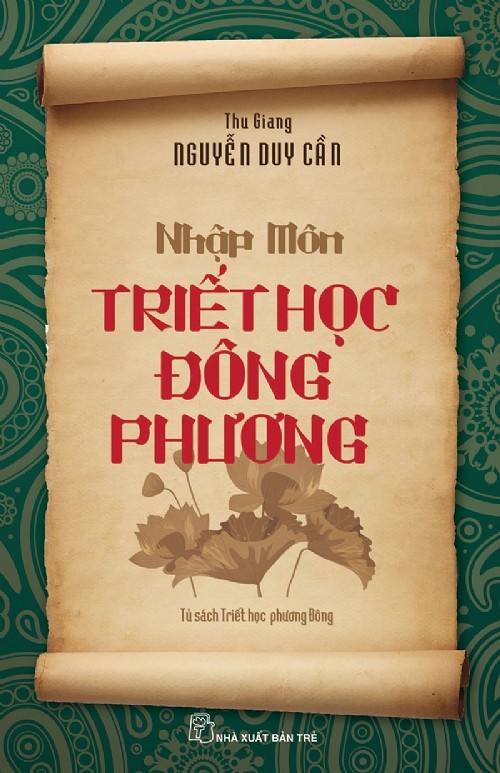 Thu Giang
NGUYỄN DUY CẦN
Nhập Môn
TRIẾT HỌC
ĐÔNG
PHƯƠNG
Tủ sách Triết học phương Đông
NHÀ XUẤT BẢN TRẺ